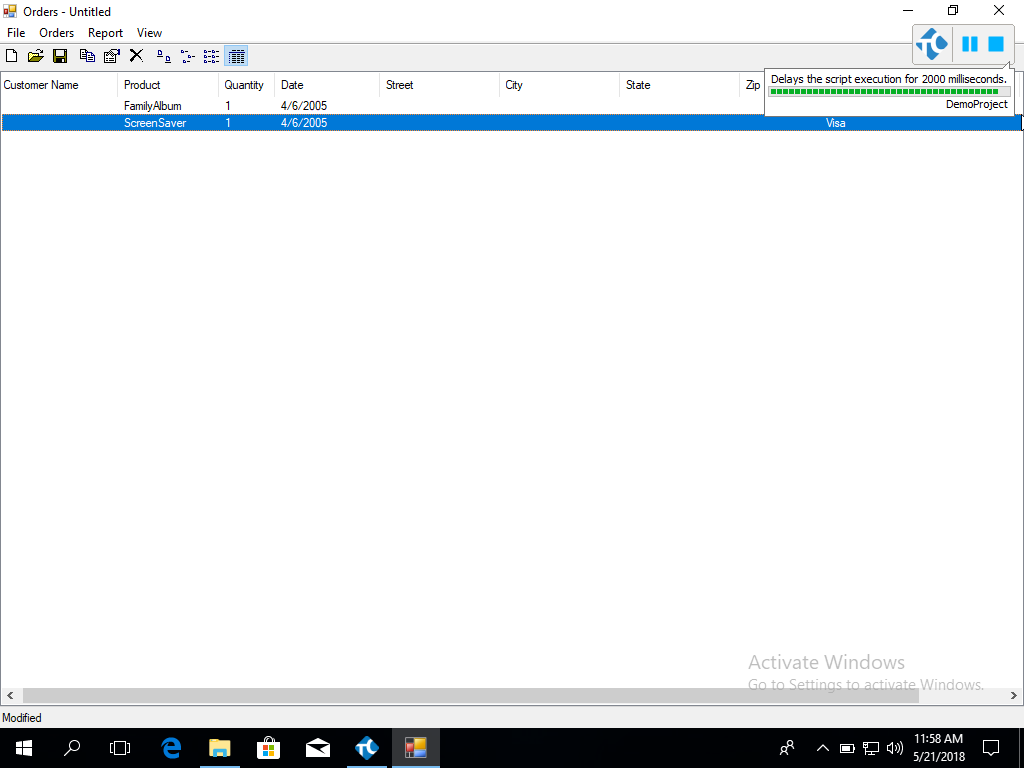 Orders - Untitled
File Orders Report View
Delays the script execution for 2000 milliseconds.
DemoProject
Customer Name Product Quantity Date Street City State Zip
FamilyAlbum 1 4/6/2005
ScreenSaver 1 4/6/2005 Visa
Activate Windows
Go to Settings to activate Windows.
Modified
11:58 AM
5/21/2018